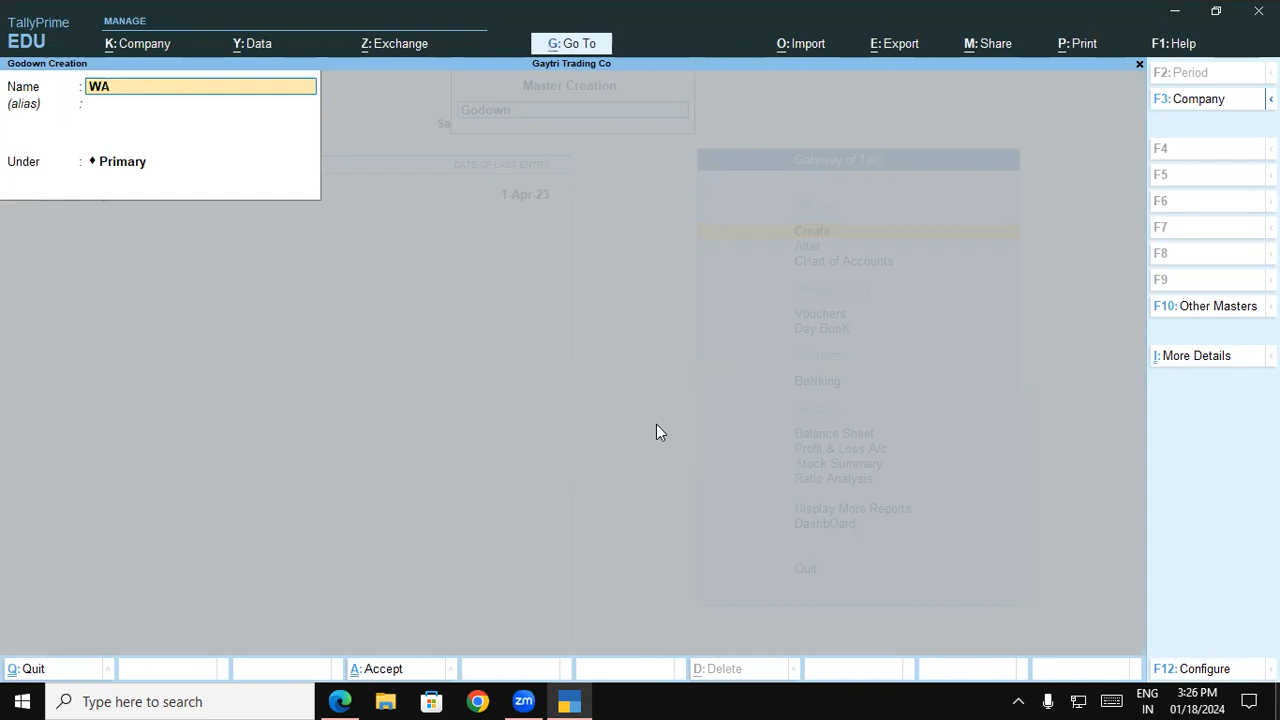 TallyPrime
EDU
MANAGE
K: Company
Y: Data
Z: Exchange
G: Go To
O: Import
E: Export
M: Share
P: Print
F1: Help
Godown Creation
Gaytri Trading Co
Name : WA
(alias) :
Under : ♦ Primary
Master Creation
Godown
Sa
DATE OF LAST ENTRY
1-Apr-23
Gateway of Tally
Create
Alter
CHart of Accounts
Vouchers
Day BooK
BaNking
Balance Sheet
Profit & Loss A/c
Stock Summary
Ratio Analysis
Display More Reports
DashbOard
Quit
F2: Period
F3: Company
F4
F5
F6
F7
F8
F9
F10: Other Masters
I: More Details
F12: Configure
Q: Quit
A: Accept
D: Delete
Type here to search
zm
ENG
IN
3:26 PM
01/18/2024